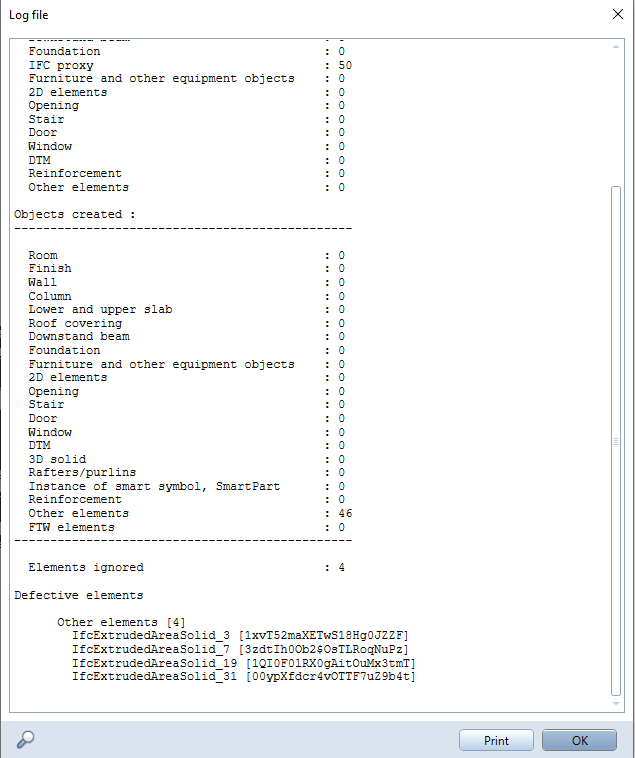 Log file
Foundation : 0
IFC proxy : 50
Furniture and other equipment objects : 0
2D elements : 0
Opening : 0
Stair : 0
Door : 0
Window : 0
DTM : 0
Reinforcement : 0
Other elements : 0
Objects created :
-----------------------------------------------
Room : 0
Finish : 0
Wall : 0
Column : 0
Lower and upper slab : 0
Roof covering : 0
Downstand beam : 0
Foundation : 0
Furniture and other equipment objects : 0
2D elements : 0
Opening : 0
Stair : 0
Door : 0
Window : 0
DTM : 0
3D solid : 0
Rafters/purlins : 0
Instance of smart symbol, SmartPart : 0
Reinforcement : 0
Other elements : 46
FTW elements : 0
-----------------------------------------------
Elements ignored : 4
Defective elements
Other elements [4]
IfcExtrudedAreaSolid_3 [1xvT52maXETwS18Hg0JZZF]
IfcExtrudedAreaSolid_7 [3zdtIh0Ob2$OsTLRoqNuPz]
IfcExtrudedAreaSolid_19 [1QI0F0lRX0gAitOuMx3tmT]
IfcExtrudedAreaSolid_31 [00ypXfdcr4vOTTF7uZ9b4t]
Print
OK